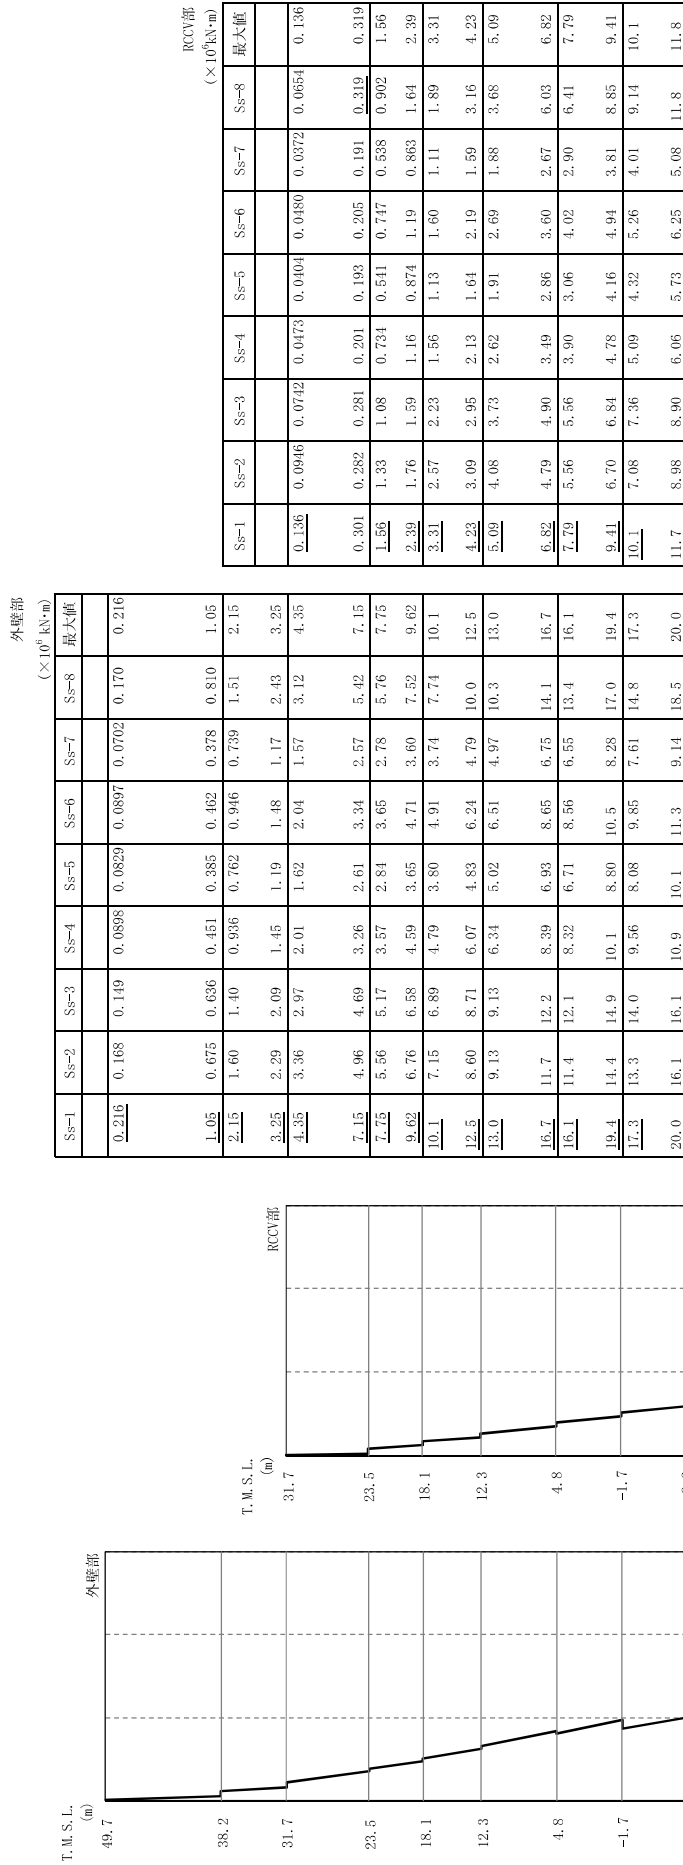 外壁部
T.M.S.L.
(m)
49.7
38.2
31.7
23.5
18.1
12.3
4.8
-1.7
RCCV部
T.M.S.L.
(m)
31.7
23.5
18.1
12.3
4.8
-1.7
外壁部
(×10⁶ kN・m)
Ss-1 Ss-2 Ss-3 Ss-4 Ss-5 Ss-6 Ss-7 Ss-8 最大値
0.216 0.168 0.149 0.0898 0.0829 0.0897 0.0702 0.170 0.216
1.05 0.675 0.636 0.451 0.385 0.462 0.378 0.810 1.05
2.15 1.60 1.40 0.936 0.762 0.946 0.739 1.51 2.15
3.25 2.29 2.09 1.45 1.19 1.48 1.17 2.43 3.25
4.35 3.36 2.97 2.01 1.62 2.04 1.57 3.12 4.35
7.15 4.96 4.69 3.26 2.61 3.34 2.57 5.42 7.15
7.75 5.56 5.17 3.57 2.84 3.65 2.78 5.76 7.75
9.62 6.76 6.58 4.59 3.65 4.71 3.60 7.52 9.62
10.1 7.15 6.89 4.79 3.80 4.91 3.74 7.74 10.1
12.5 8.60 8.71 6.07 4.83 6.24 4.79 10.0 12.5
13.0 9.13 9.13 6.34 5.02 6.51 4.97 10.3 13.0
16.7 11.7 12.2 8.39 6.93 8.65 6.75 14.1 16.7
16.1 11.4 12.1 8.32 6.71 8.56 6.55 13.4 16.1
19.4 14.4 14.9 10.1 8.80 10.5 8.28 17.0 19.4
17.3 13.3 14.0 9.56 8.08 9.85 7.61 14.8 17.3
20.0 16.1 16.1 10.9 10.1 11.3 9.14 18.5 20.0
RCCV部
(×10⁶kN・m)
Ss-1 Ss-2 Ss-3 Ss-4 Ss-5 Ss-6 Ss-7 Ss-8 最大値
0.136 0.0946 0.0742 0.0473 0.0404 0.0480 0.0372 0.0654 0.136
0.301 0.282 0.281 0.201 0.193 0.205 0.191 0.319 0.319
1.56 1.33 1.08 0.734 0.541 0.747 0.538 0.902 1.56
2.39 1.76 1.59 1.16 0.874 1.19 0.863 1.64 2.39
3.31 2.57 2.23 1.56 1.13 1.60 1.11 1.89 3.31
4.23 3.09 2.95 2.13 1.64 2.19 1.59 3.16 4.23
5.09 4.08 3.73 2.62 1.91 2.69 1.88 3.68 5.09
6.82 4.79 4.90 3.49 2.86 3.60 2.67 6.03 6.82
7.79 5.56 5.56 3.90 3.06 4.02 2.90 6.41 7.79
9.41 6.70 6.84 4.78 4.16 4.94 3.81 8.85 9.41
10.1 7.08 7.36 5.09 4.32 5.26 4.01 9.14 10.1
11.7 8.98 8.90 6.06 5.73 6.25 5.08 11.8 11.8